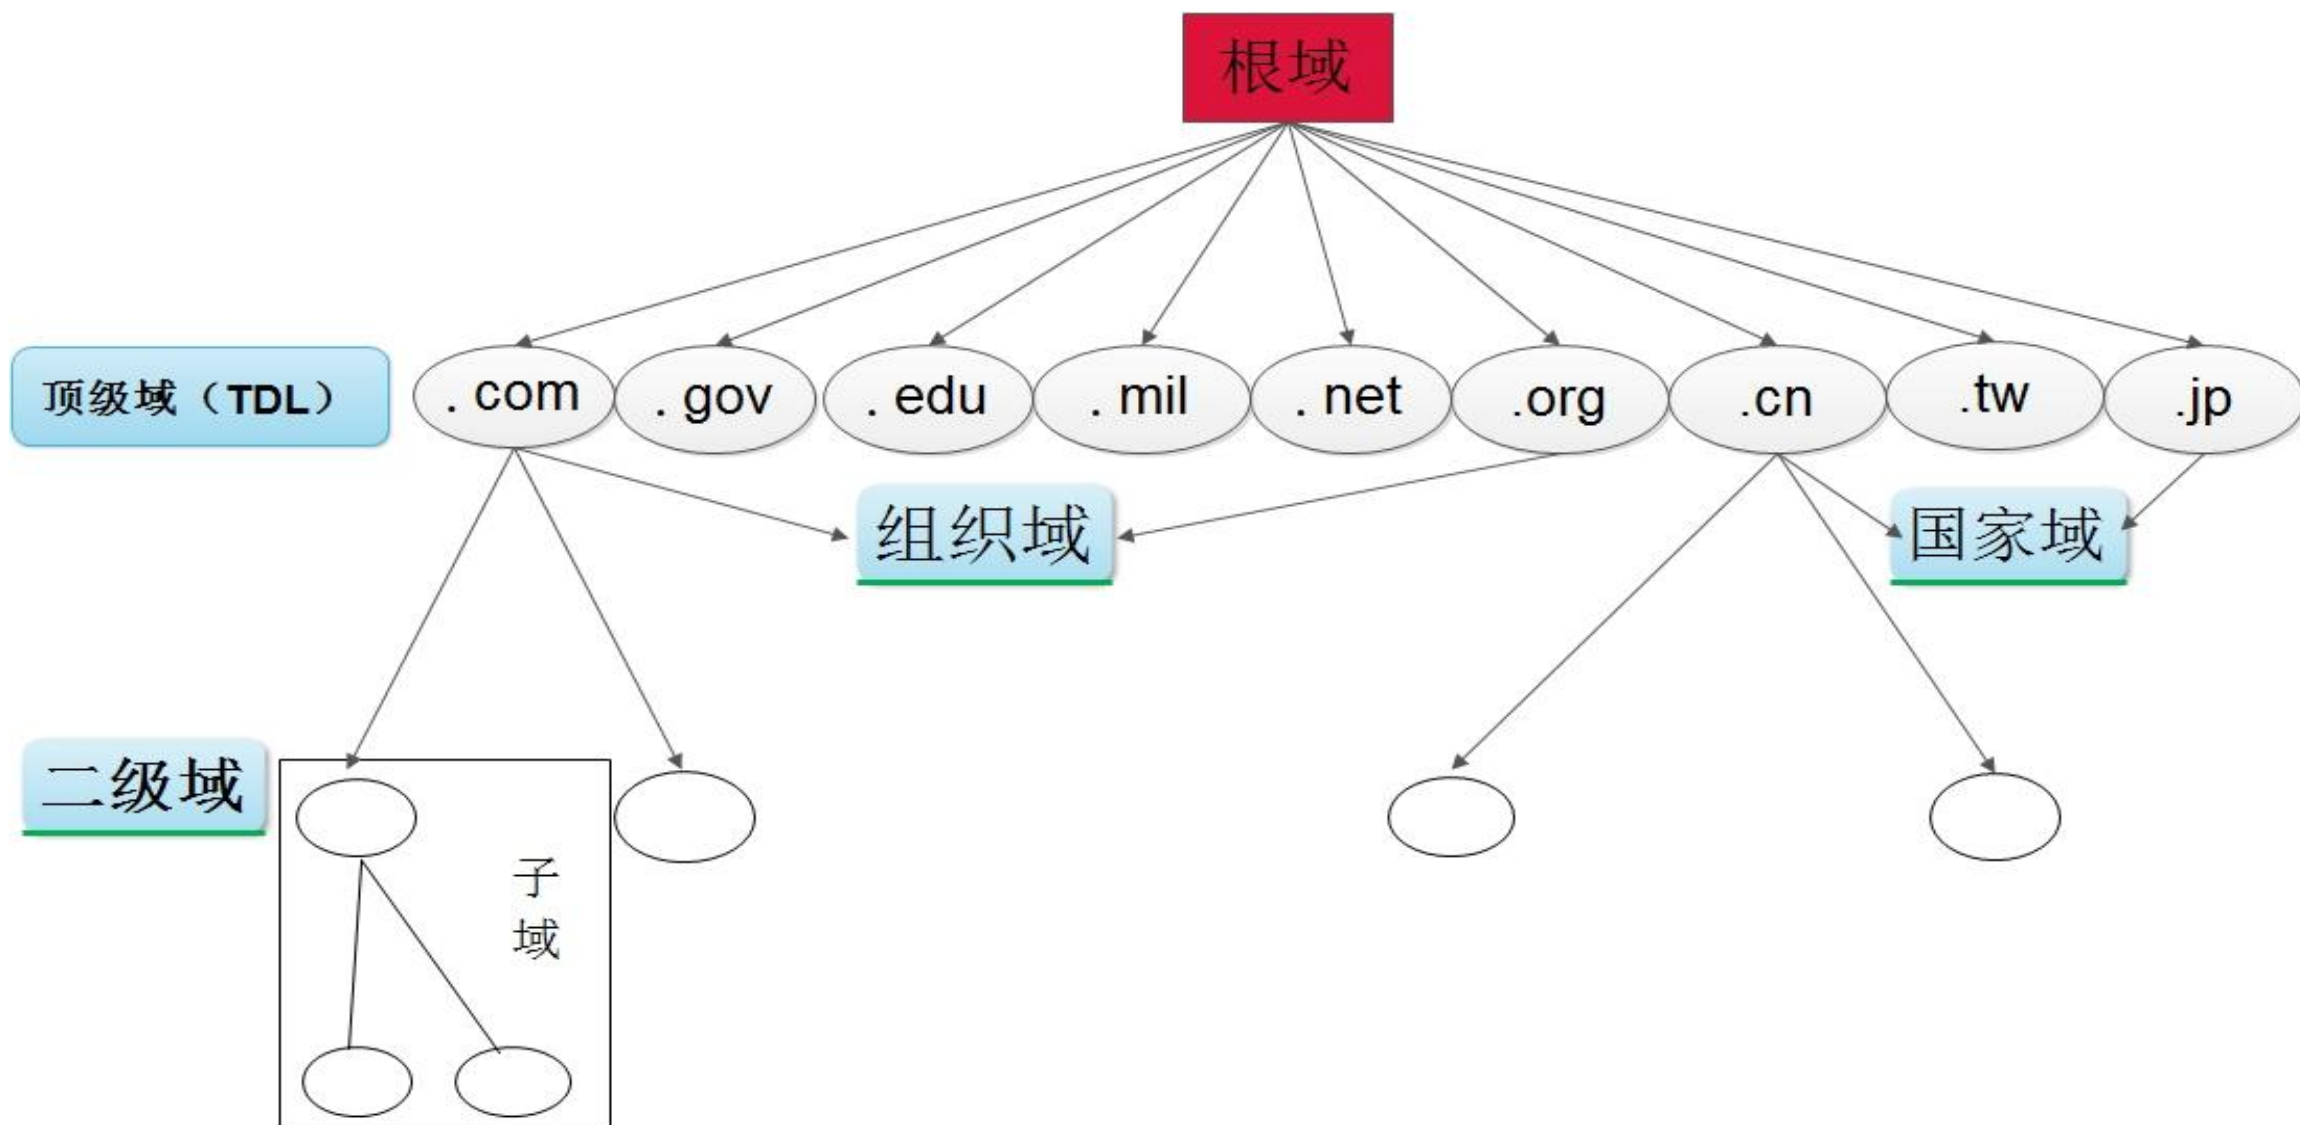 根域
顶级域（TDL）
. com
. gov
. edu
. mil
. net
.org
.cn
.tw
.jp
组织域
国家域
二级域
子
域